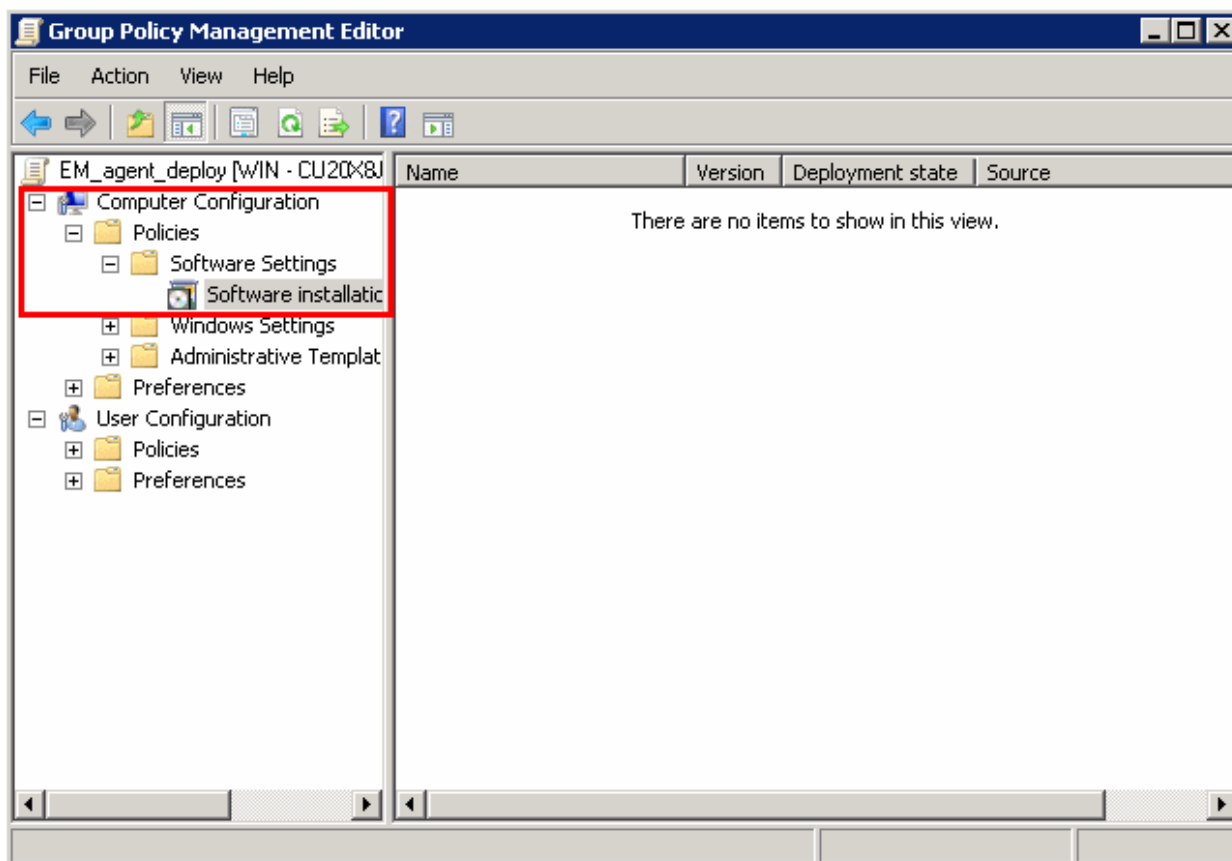 Group Policy Management Editor
File Action View Help
EM_agent_deploy [WIN - CU20X8J
Name Version Deployment state Source
Computer Configuration
There are no items to show in this view.
Policies
Software Settings
Software installatic
Windows Settings
Administrative Templat
Preferences
User Configuration
Policies
Preferences